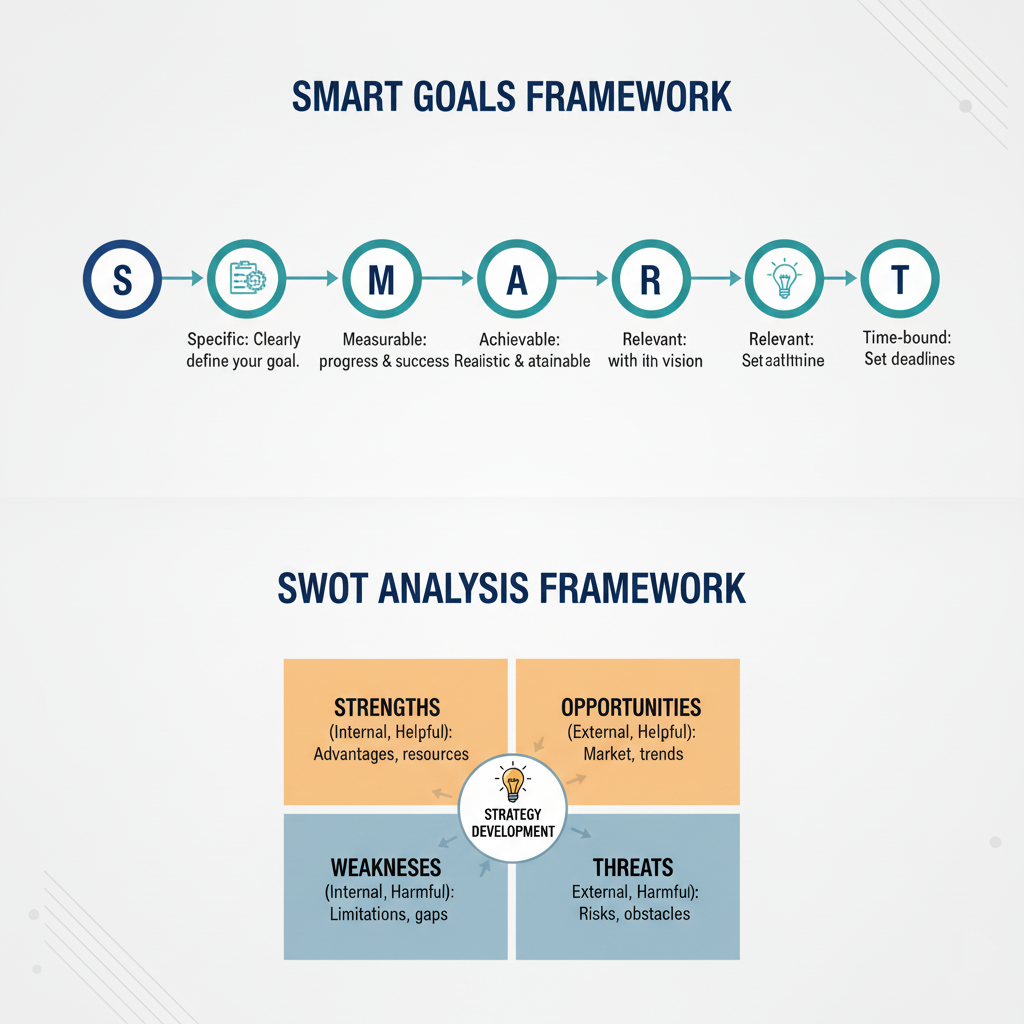 SMART GOALS FRAMEWORK
S
M
A
R
T
Specific: Clearly
define your goal.
Measurable:
progress & success
Achievable:
Realistic & atainable
Relevant:
with ith vision
Relevant:
Time-bound:
Set deadlines
SWOT ANALYSIS FRAMEWORK
STRENGTHS
(Internal, Helpful):
Advantages, resources
OPPORTUNITIES
(External, Helpful):
Market, trends
STRATEGY
DEVELOPMENT
WEAKNESES
(Internal, Harmful):
Limitations, gaps
THREATS
External, Harmful):
Risks, obstacles